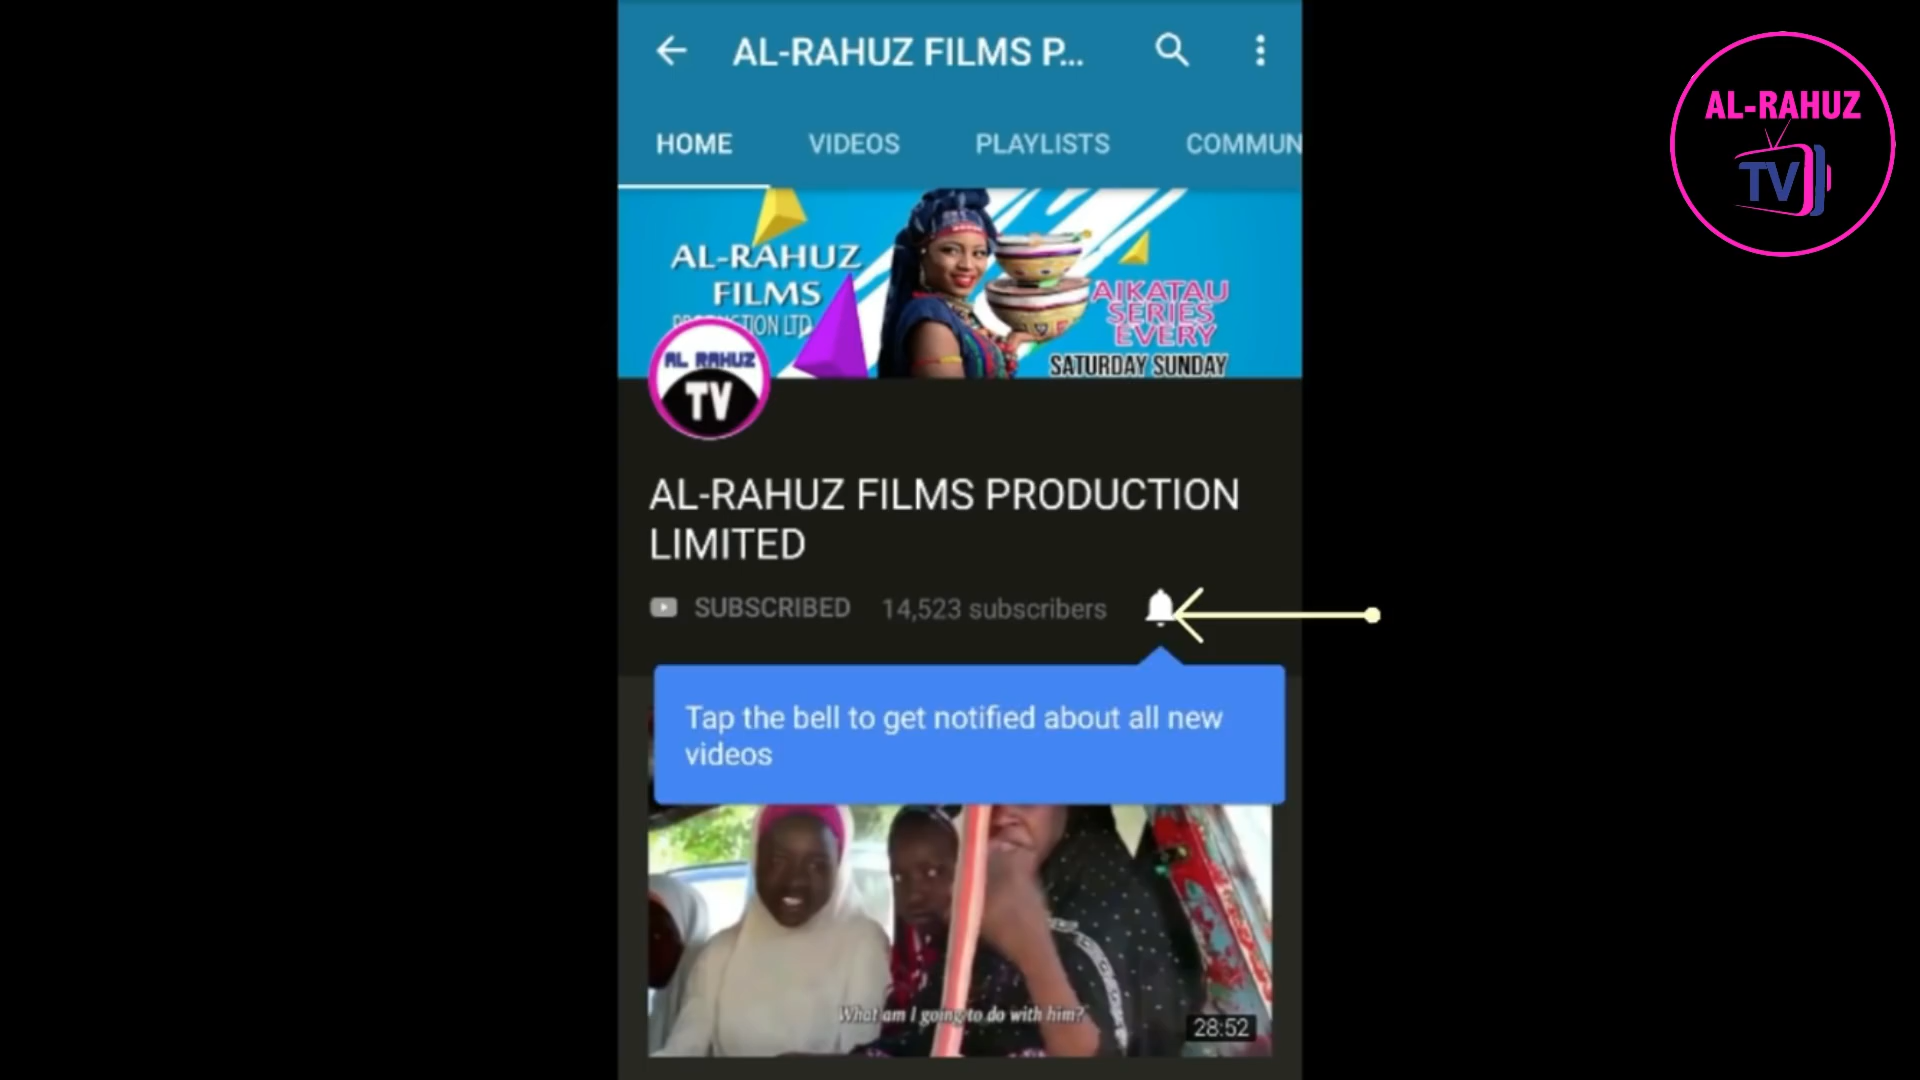 AL-RAHUZ FILMS P...
HOME VIDEOS PLAYLISTS COMMUN
AL-RAHUZ
TV
AL-RAHUZ
FILMS
LTD
AIKATAU
SERIES
EVERY
SATURDAY SUNDAY
AL RAHUZ
TV
AL-RAHUZ FILMS PRODUCTION
LIMITED
SUBSCRIBED 14,523 subscribers
Tap the bell to get notified about all new
videos
What am I going to do with him?
28:52